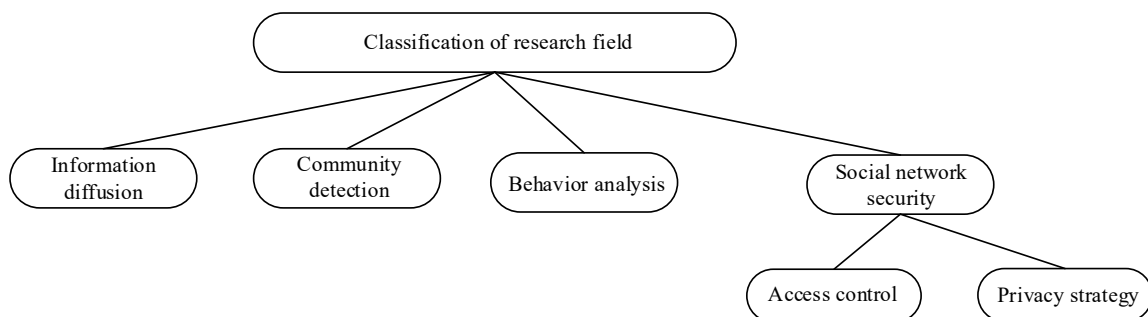 Classification of research field
Information
diffusion
Community
detection
Behavior analysis
Social network
security
Access control
Privacy strategy